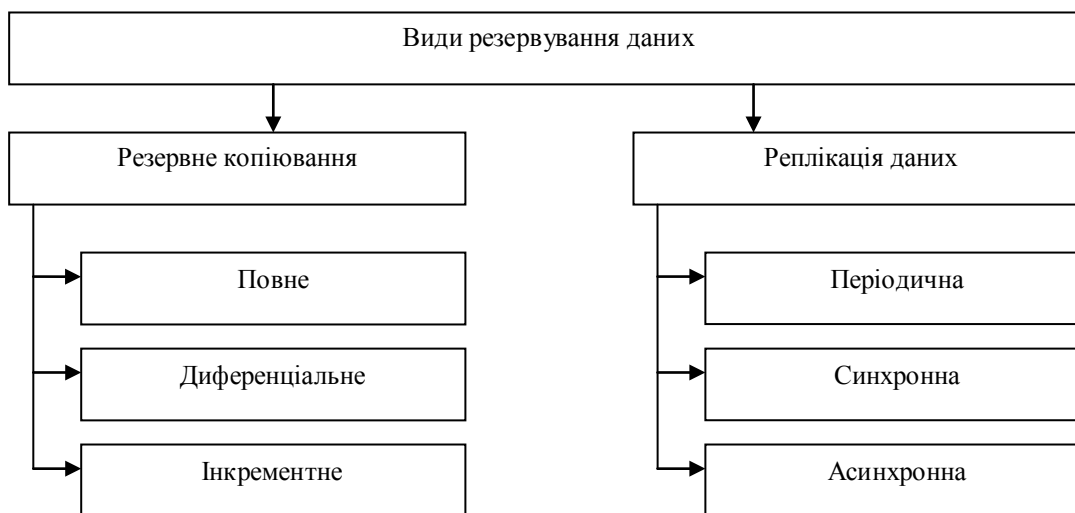 Види резервування даних
Резервне копіювання
Реплікація даних
Повне
Періодична
Диференціальне
Синхронна
Інкрементне
Асинхронна